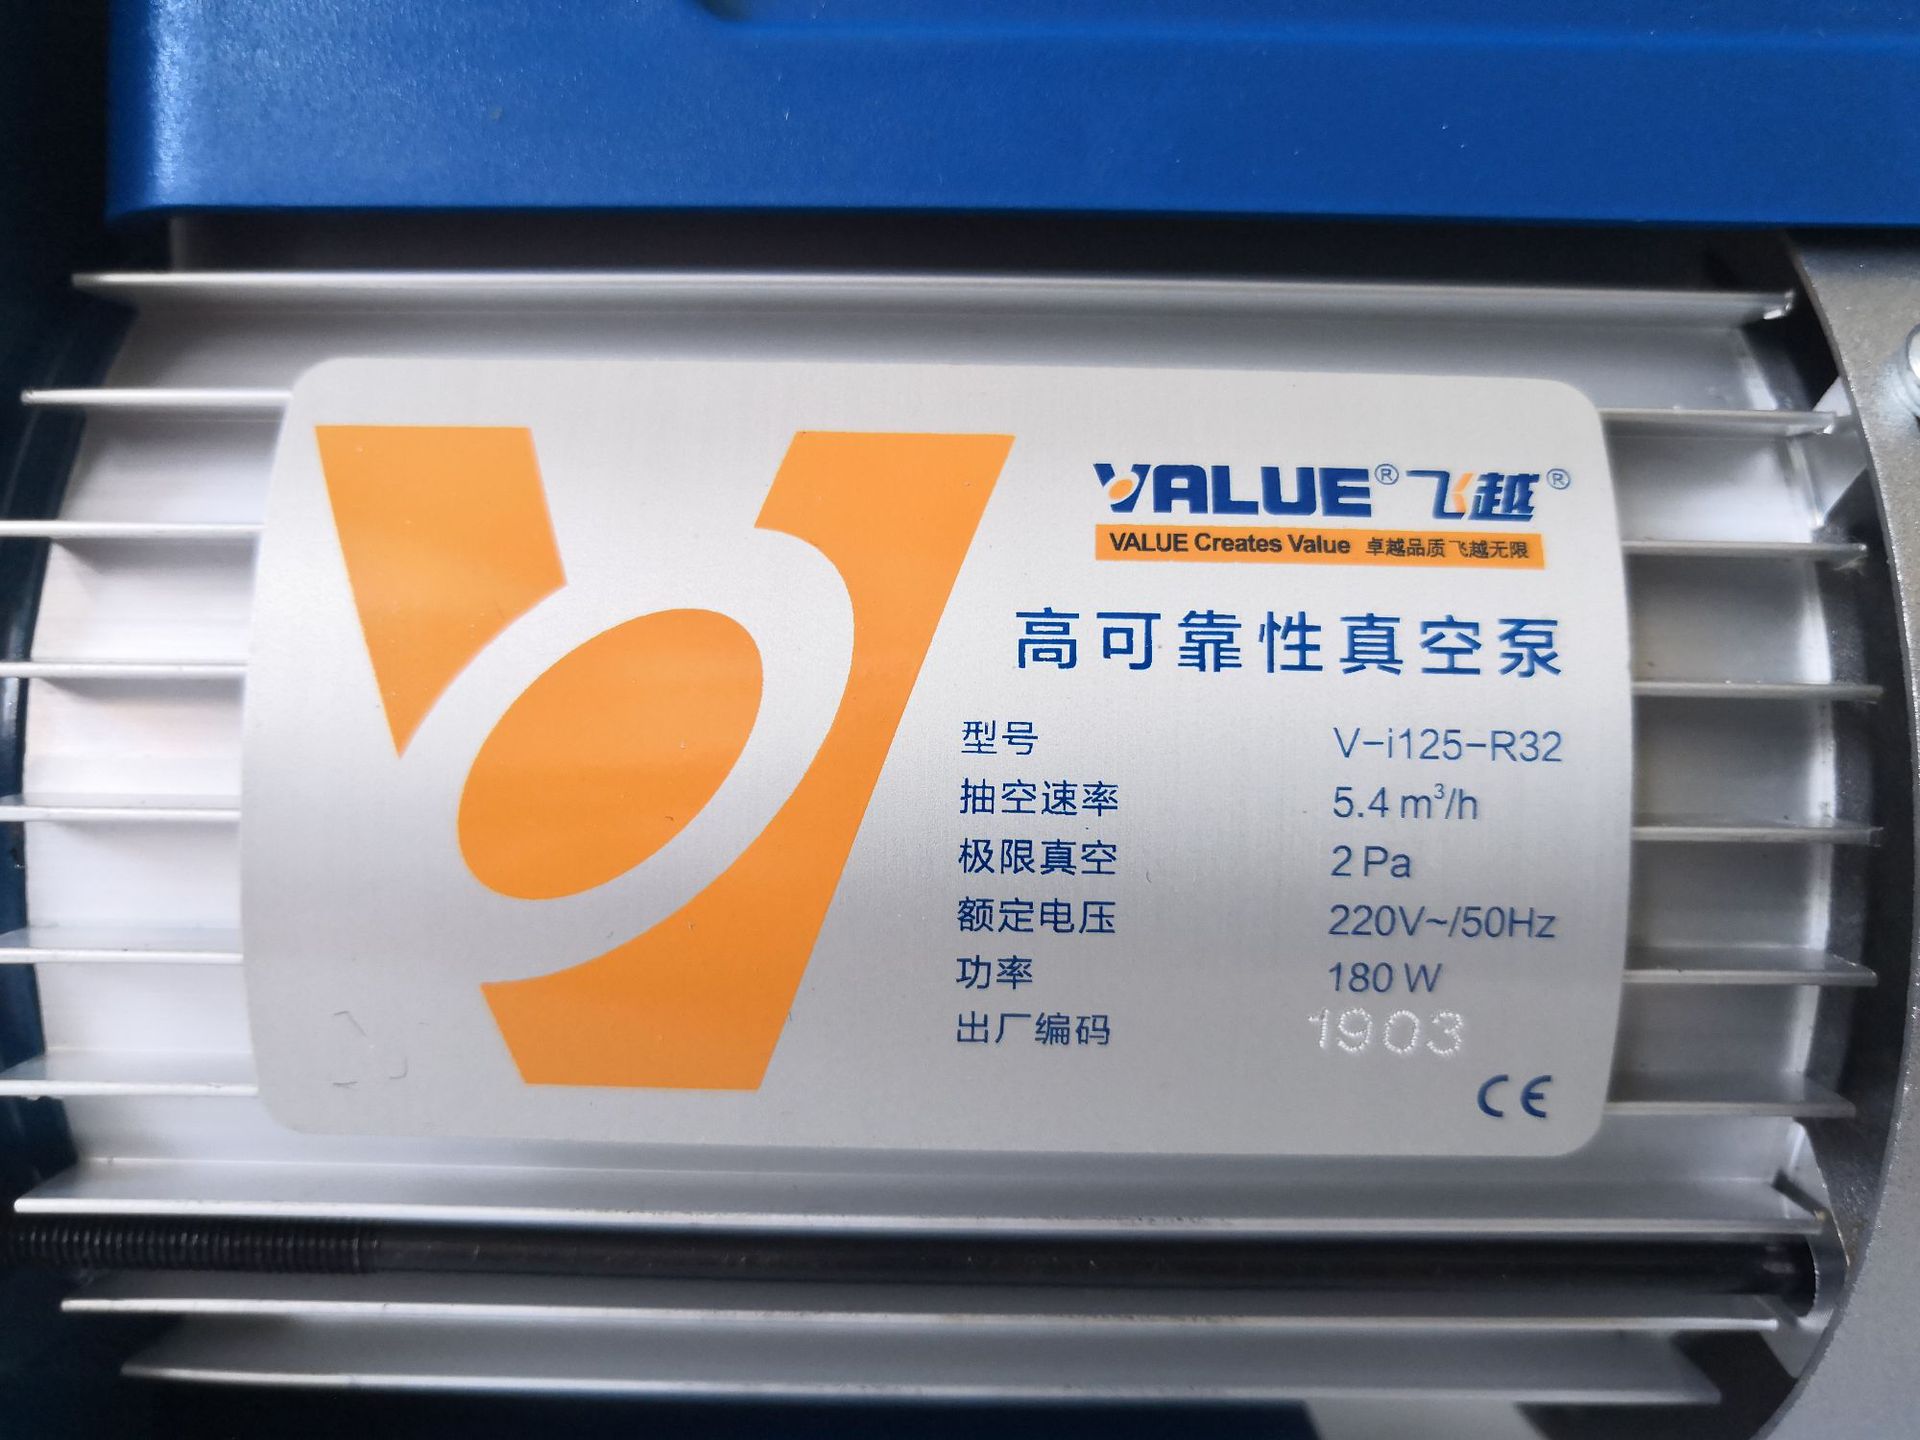 VALUE® 飞越®
VALUE Creates Value 卓越品质 飞越无限
高可靠性真空泵
型号 V-i125-R32
抽空速率 5.4 m³/h
极限真空 2 Pa
额定电压 220V~/50Hz
功率 180 W
出厂编码 1903
CE